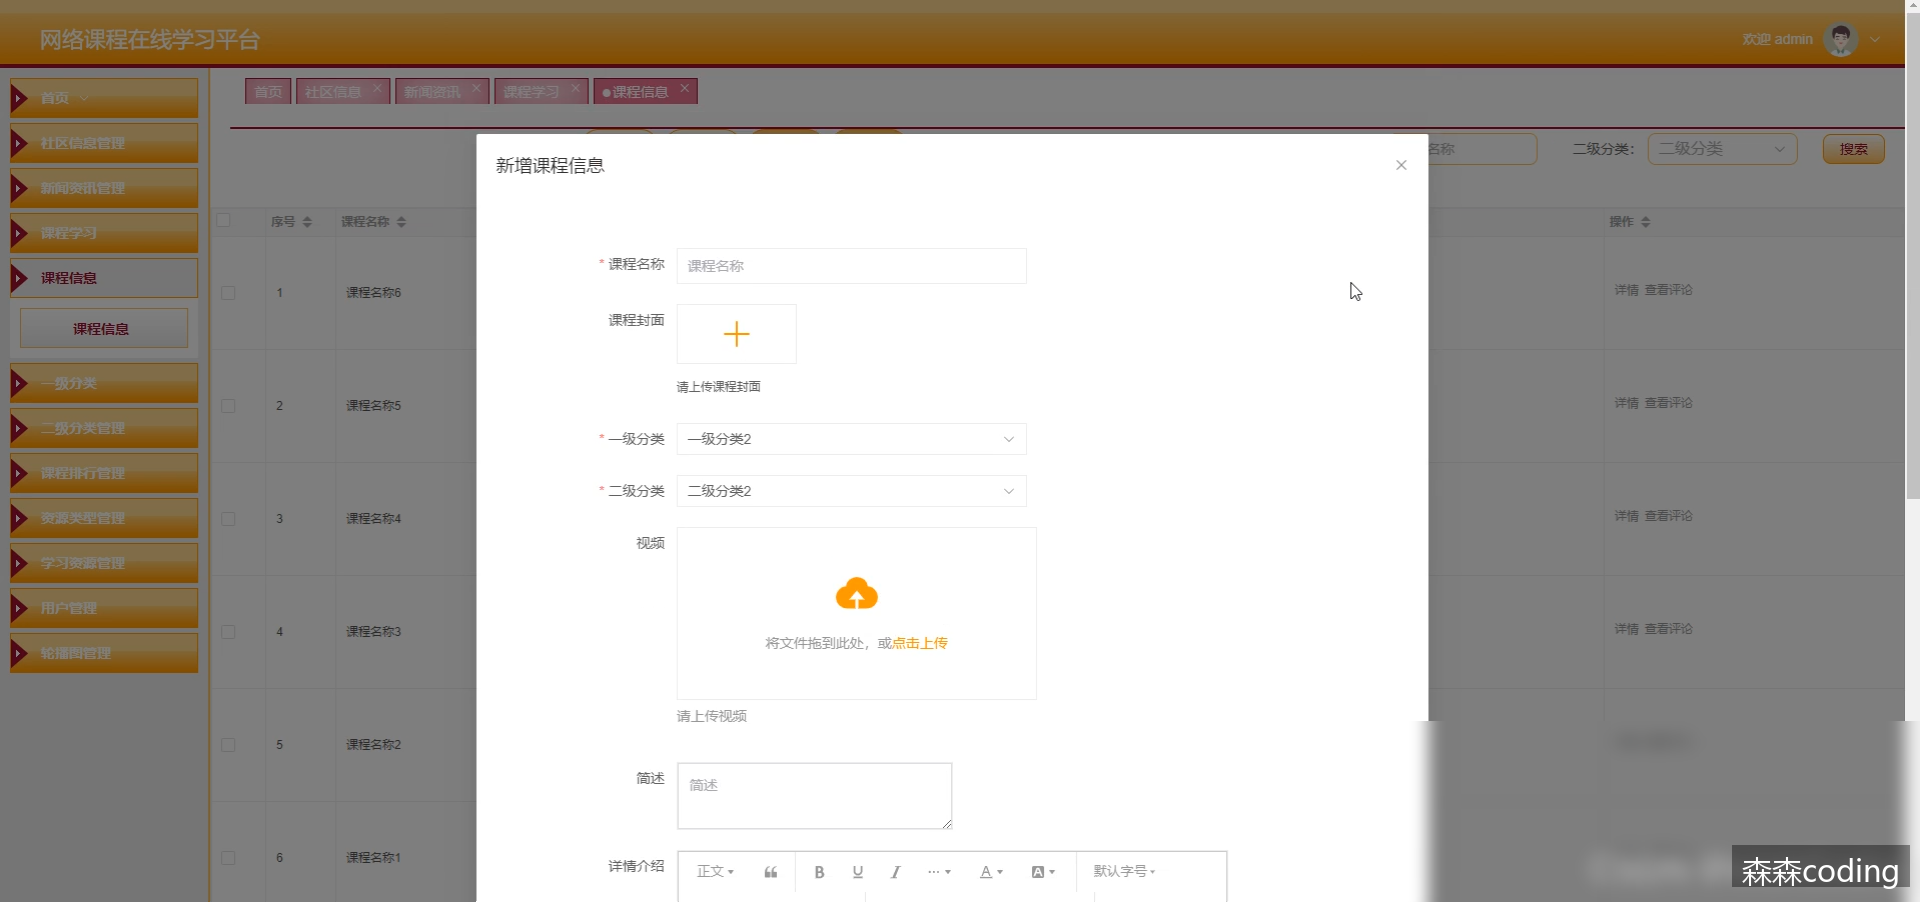 网络课程在线学习平台
欢迎 admin
首页
社区信息管理
新闻资讯管理
课程学习
课程信息
课程信息
一级分类
二级分类管理
课程排行管理
资源类型管理
学习资源管理
用户管理
轮播图管理
首页 社区信息 新闻资讯 课程学习 课程信息
名称 二级分类： 二级分类 搜索
序号 课程名称 操作
1 课程名称6 详情 查看评论
2 课程名称5 详情 查看评论
3 课程名称4 详情 查看评论
4 课程名称3 详情 查看评论
5 课程名称2
6 课程名称1
新增课程信息
* 课程名称 课程名称
课程封面
请上传课程封面
* 一级分类 一级分类2
* 二级分类 二级分类2
视频
将文件拖到此处，或点击上传
请上传视频
简述 简述
详情介绍 正文 B U I ... A A 默认字号
森森coding